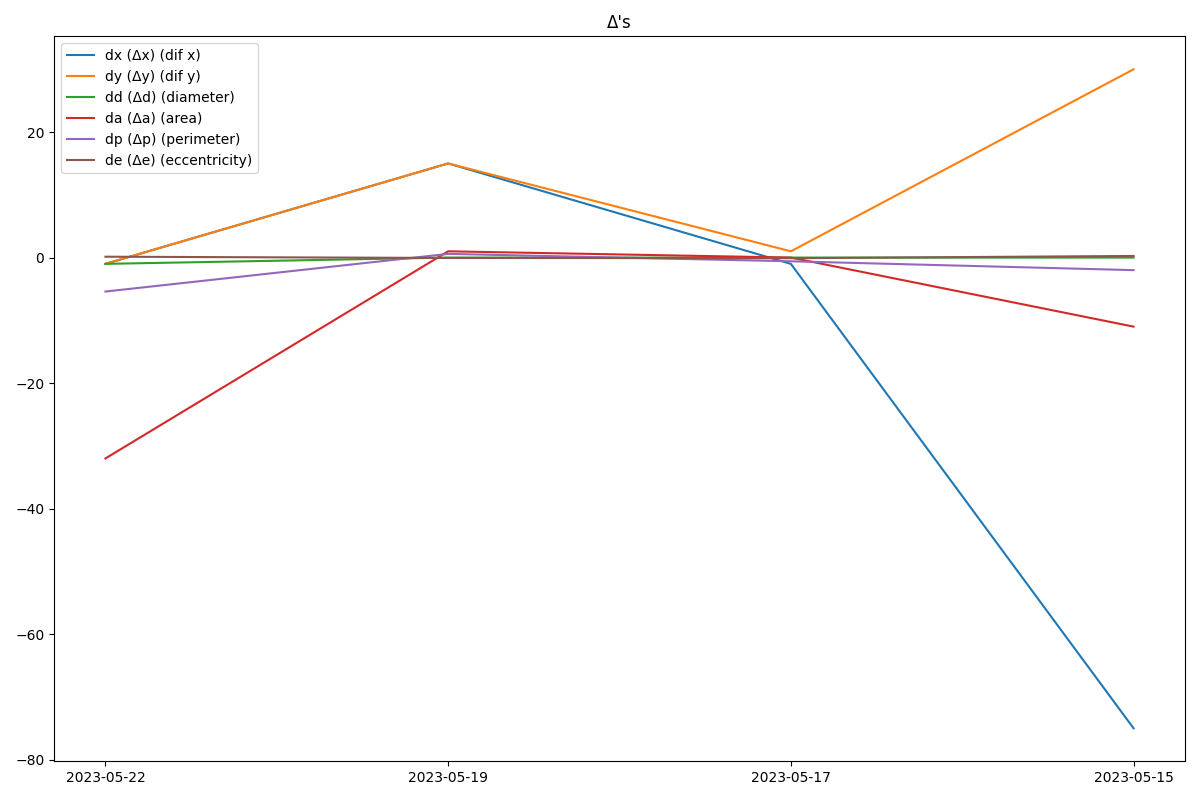 Δ's
dx (Δx) (dif x)
dy (Δy) (dif y)
dd (Δd) (diameter)
da (Δa) (area)
dp (Δp) (perimeter)
de (Δe) (eccentricity)
20
0
−20
−40
−60
−80
2023-05-22 2023-05-19 2023-05-17 2023-05-15